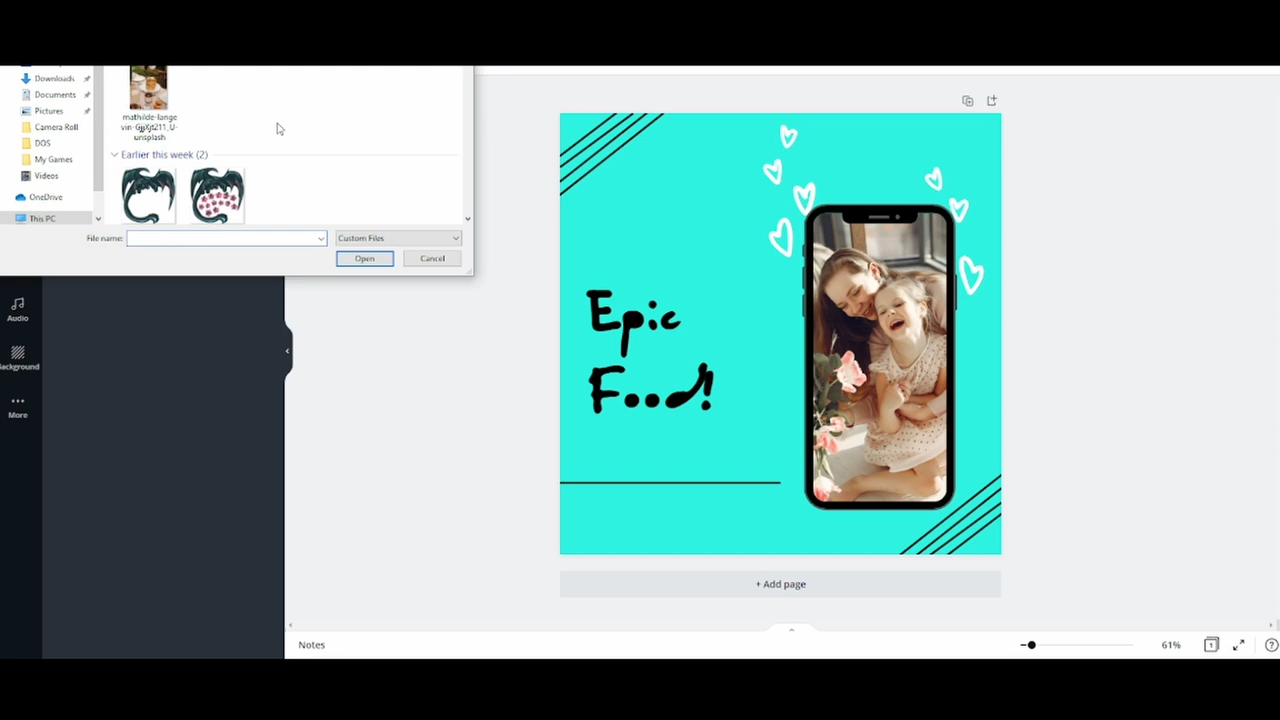 Downloads
Documents
Pictures
Camera Roll
DOS
My Games
Videos
OneDrive
This PC
mathilde-lange
unsplash
Earlier this week (2)
File name:
Custom Files
Open
Cancel
Audio
Background
More
Epic
Food!
+ Add page
Notes
61%
1
?